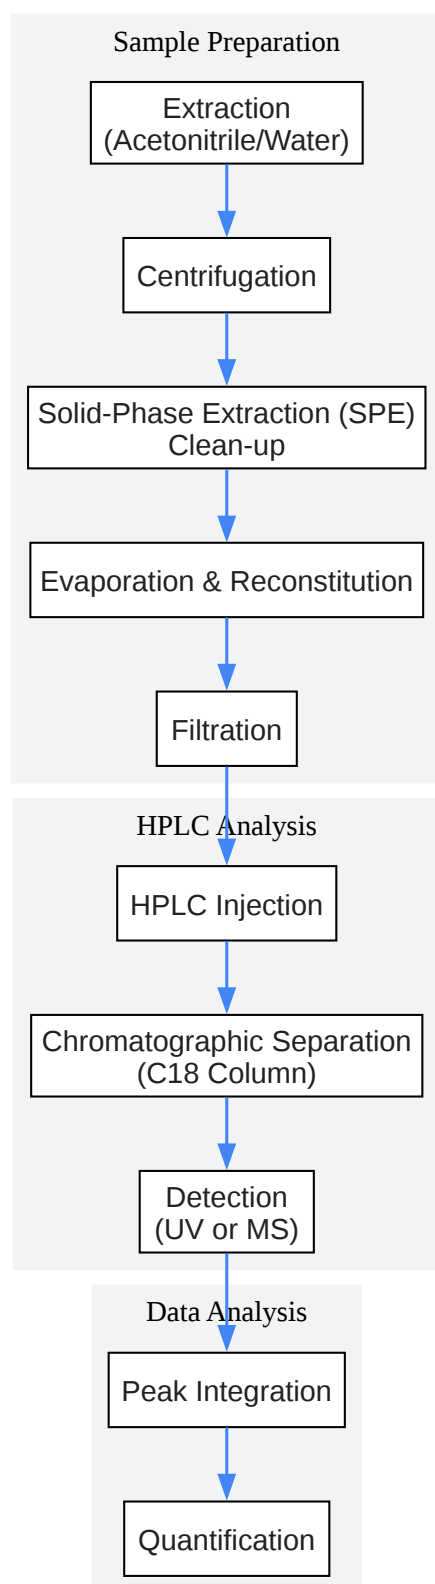 Sample Preparation
Extraction
(Acetonitrile/Water)
Centrifugation
Solid-Phase Extraction (SPE)
Clean-up
Evaporation & Reconstitution
Filtration
HPLC Analysis
HPLC Injection
Chromatographic Separation
(C18 Column)
Detection
(UV or MS)
Data Analysis
Peak Integration
Quantification